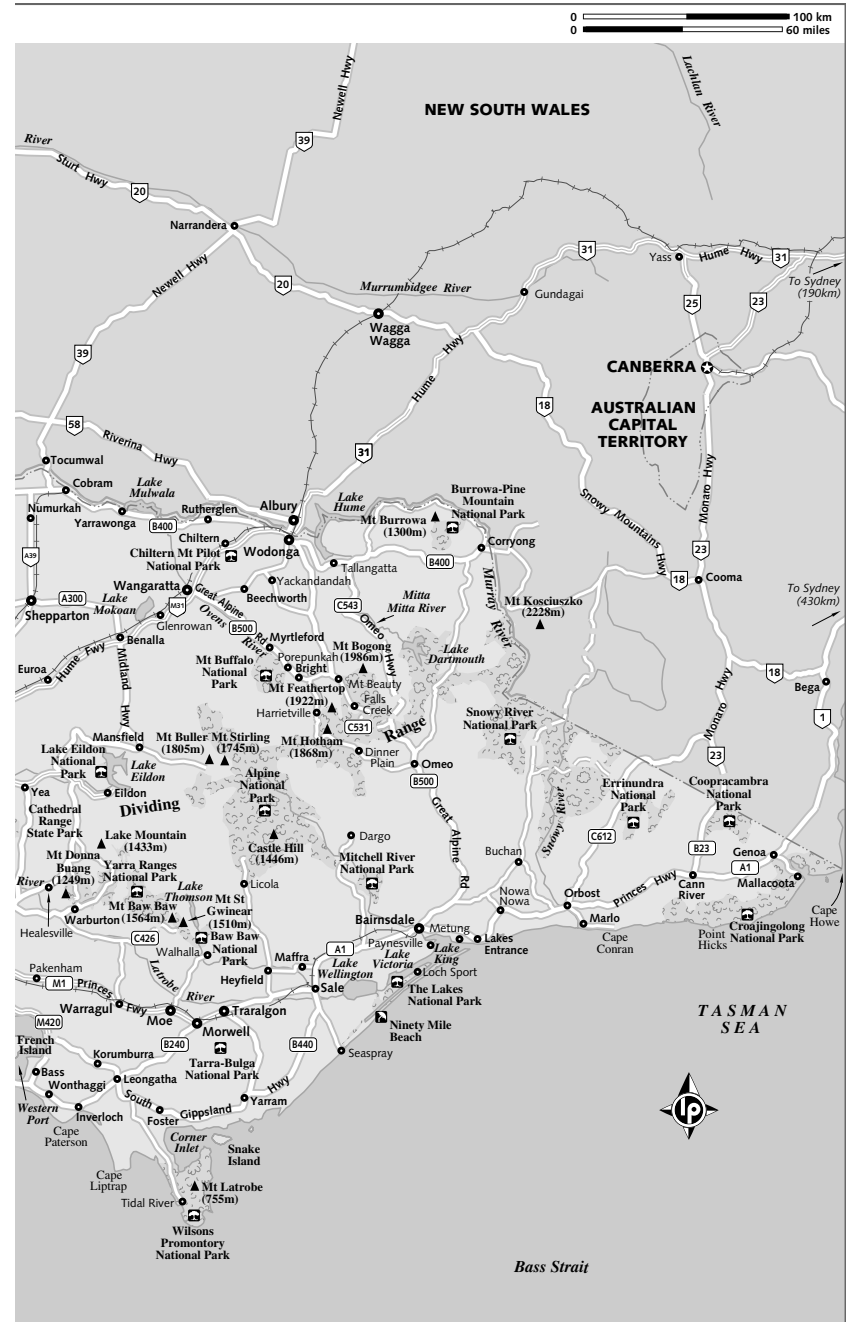 0 100 km
0 60 miles
Lachlan River
Newell Hwy
NEW SOUTH WALES
River
39
Sturt Hwy
20
Narrandera
31
Yass
Hume Hwy
31
Newell Hwy
20
Murrumbidgee River
Gundagai
To Sydney
(190km)
25
23
Wagga
Wagga
39
Hume Hwy
CANBERRA
18
AUSTRALIAN
CAPITAL
TERRITORY
58
Riverina Hwy
31
Tocumwal
Monaro Hwy
Cobram
Lake
Mulwala
Lake
Hume
Burrowa-Pine
Mountain
National Park
Snowy Mountains Hwy
Numurkah
Yarrawonga
Rutherglen
Albury
Mt Burrowa
(1300m)
B400
Chiltern
Wodonga
Corryong
23
A39
Chiltern Mt Pilot
National Park
Tallangatta
B400
Yackandandah
18
Cooma
Wangaratta
Beechworth
Mitta
Mitta River
Murray River
Mt Kosciuszko
(2228m)
To Sydney
(430km)
A300
Lake
Mokoan
M31
Great Alpine Rd
C543
Shepparton
Glenrowan
Ovens River
B500
Omeo Hwy
Benalla
Myrtleford
Mt Bogong
(1986m)
Lake
Dartmouth
Euroa
Hume Fwy
Midland Hwy
Mt Buffalo
National
Park
Porepunkah
Bright
Mt Beauty
18
Bega
Mt Feathertop
(1922m)
Falls
Creek
Monaro Hwy
1
Harrietville
C531
Range
Snowy River
National Park
Mansfield
Mt Buller
(1805m)
Mt Stirling
(1745m)
Mt Hotham
(1868m)
Dinner
Plain
Omeo
23
Lake Eildon
National
Park
Lake
Eildon
Alpine
National
Park
B500
Errinundra
National
Park
Coopracambra
National
Park
Yea
Eildon
Dividing
Great Alpine Rd
Snowy River
Cathedral
Range
State Park
Lake Mountain
(1433m)
Castle Hill
(1446m)
Dargo
C612
B23
Mt Donna
Buang
(1249m)
Yarra Ranges
National Park
Mitchell River
National Park
Buchan
Genoa
A1
River
Lake
Thomson
Licola
Princes Hwy
Cann
River
Mallacoota
Mt Baw Baw
(1564m)
Mt St
Gwinear
(1510m)
Nowa
Nowa
Orbost
Healesville
Warburton
Bairnsdale
Metung
Marlo
Cape
Howe
C426
Baw Baw
National
Park
Walhalla
A1
Paynesville
Lake
King
Lakes
Entrance
Cape
Conran
Point
Hicks
Croajingolong
National Park
Pakenham
Latrobe River
Maffra
Lake
Wellington
Lake
Victoria
Loch Sport
M1
Princes Fwy
Heyfield
Sale
The Lakes
National Park
Warragul
Moe
Traralgon
Ninety Mile
Beach
TASMAN
SEA
M420
Morwell
French
Island
Korumburra
B240
B440
Tarra-Bulga
National Park
Seaspray
Bass
Leongatha
Wonthaggi
South Gippsland Hwy
Yarram
Western
Port
Inverloch
Foster
lp
Cape
Paterson
Corner
Inlet
Snake
Island
Cape
Liptrap
Mt Latrobe
(755m)
Tidal River
Wilsons
Promontory
National Park
Bass Strait